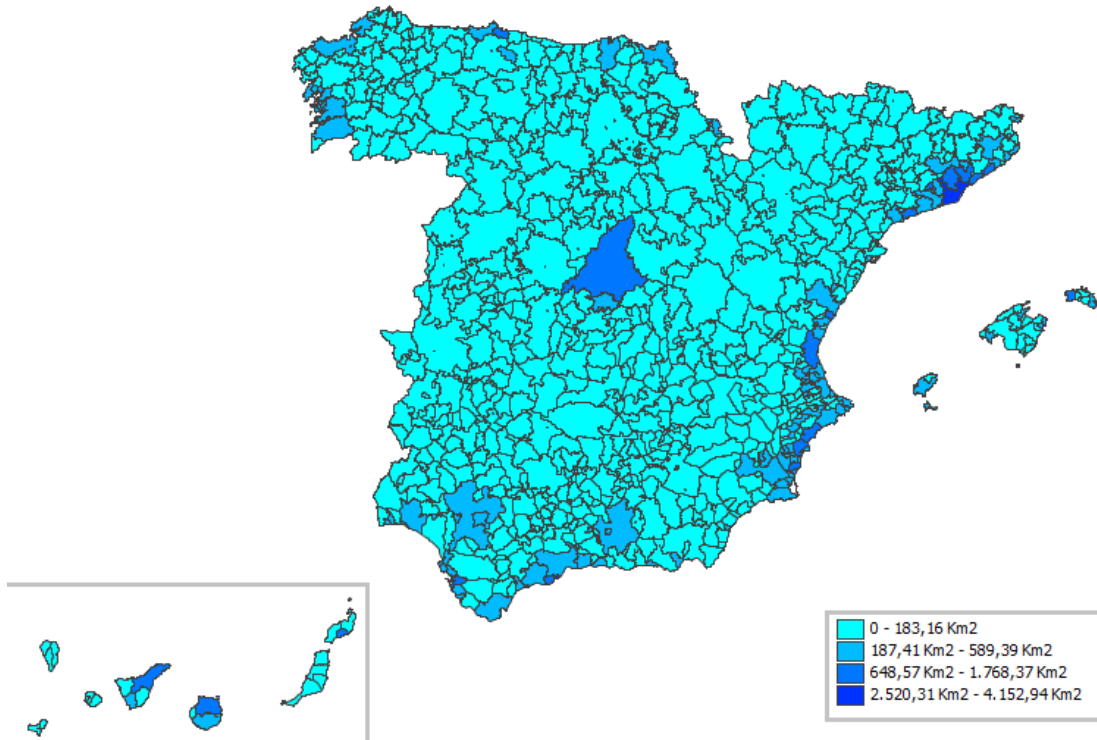 0 - 183,16 Km2
187,41 Km2 - 589,39 Km2
648,57 Km2 - 1.768,37 Km2
2.520,31 Km2 - 4.152,94 Km2